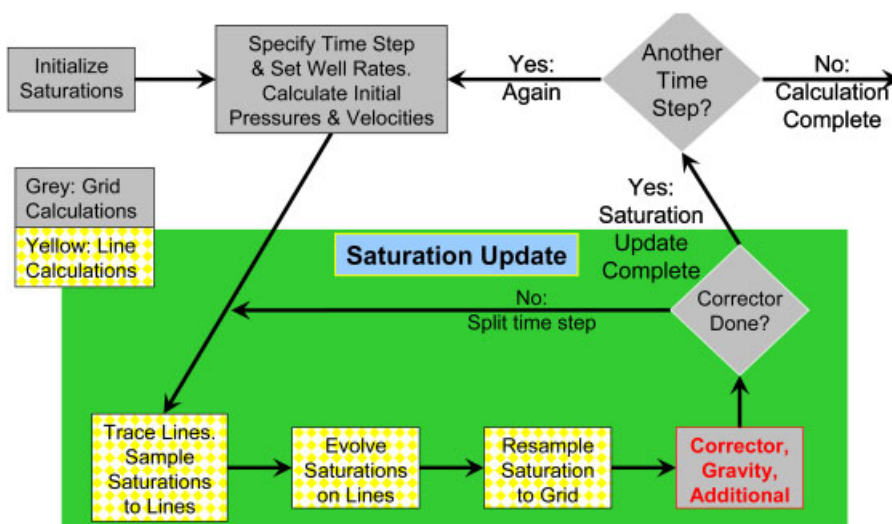 Initialize
Saturations
Specify Time Step
& Set Well Rates.
Calculate Initial
Pressures & Velocities
Yes:
Again
Another
Time
Step?
No:
Calculation
Complete
Grey: Grid
Calculations
Yellow: Line
Calculations
Saturation Update
Yes:
Saturation
Update
Complete
No:
Split time step
Corrector
Done?
Trace Lines.
Sample
Saturations
to Lines
Evolve
Saturations
on Lines
Resample
Saturation
to Grid
Corrector,
Gravity,
Additional